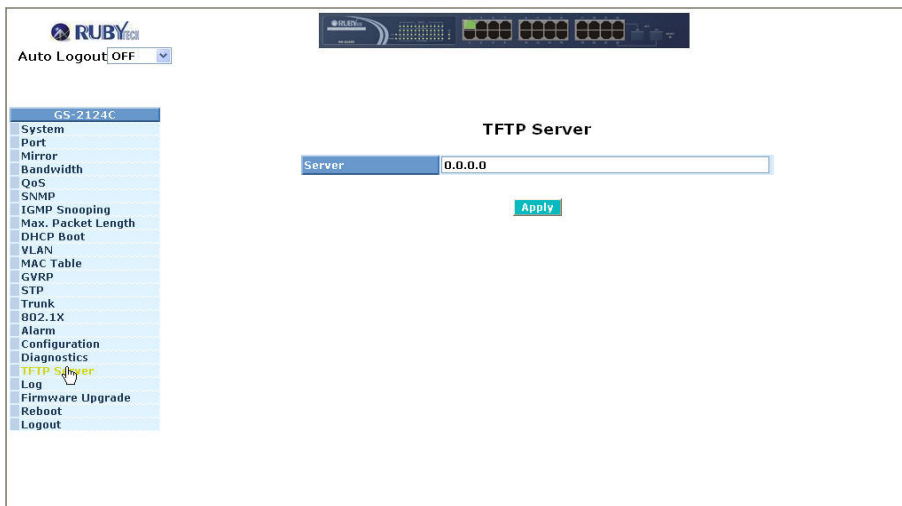 RUBYTECH
Auto Logout OFF
GS-2124C
System
Port
Mirror
Bandwidth
QoS
SNMP
IGMP Snooping
Max. Packet Length
DHCP Boot
VLAN
MAC Table
GVRP
STP
Trunk
802.1X
Alarm
Configuration
Diagnostics
TFTP Server
Log
Firmware Upgrade
Reboot
Logout
TFTP Server
Server 0.0.0.0
Apply